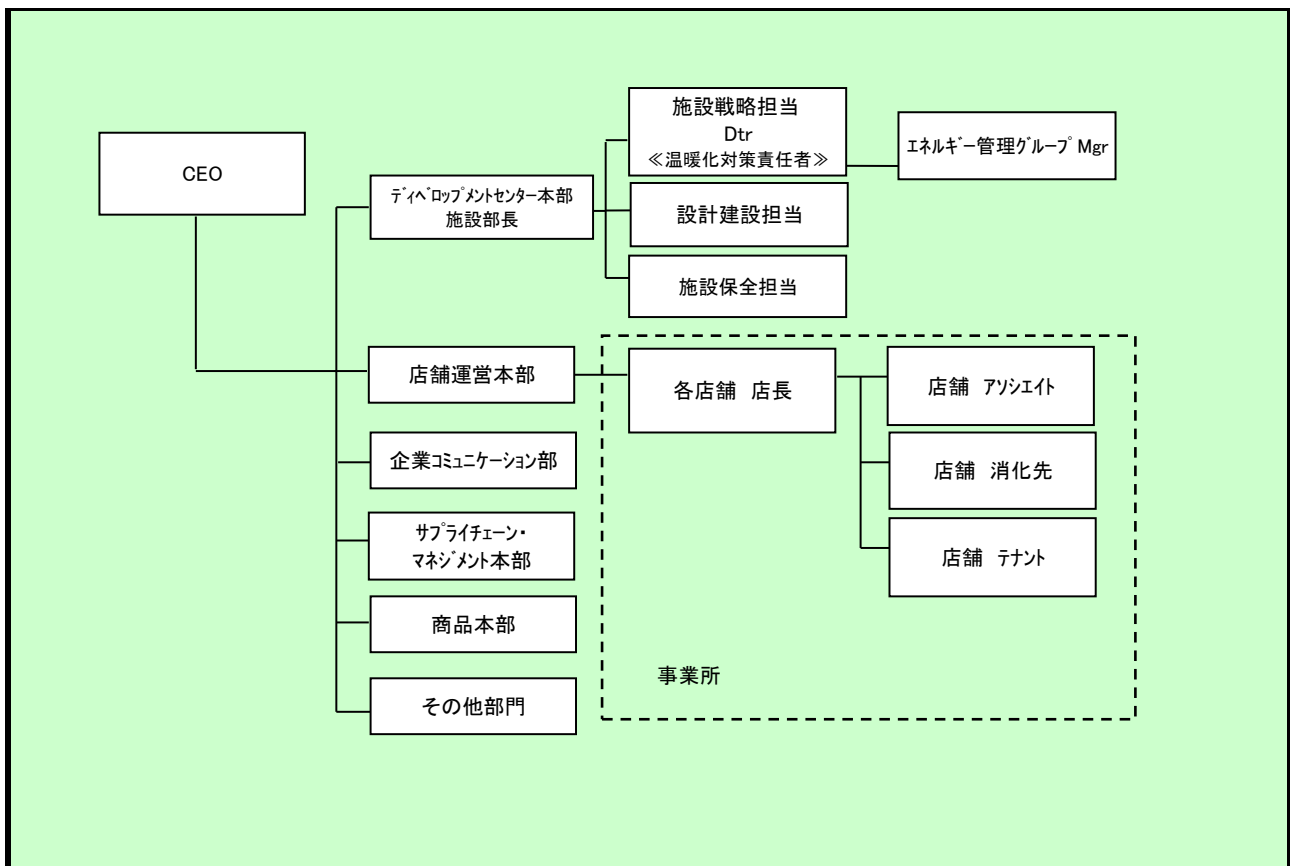 CEO
ﾃﾞｨﾍﾞﾛｯﾌﾟﾒﾝﾄセンター本部
施設部長
施設戦略担当
Dtr
≪温暖化対策責任者≫
エネルギー管理グループ Mgr
設計建設担当
施設保全担当
店舗運営本部
各店舗 店長
店舗 アソシエイト
店舗 消化先
店舗 テナント
事業所
企業コミュニケーション部
サプライチェーン・
マネジメント本部
商品本部
その他部門